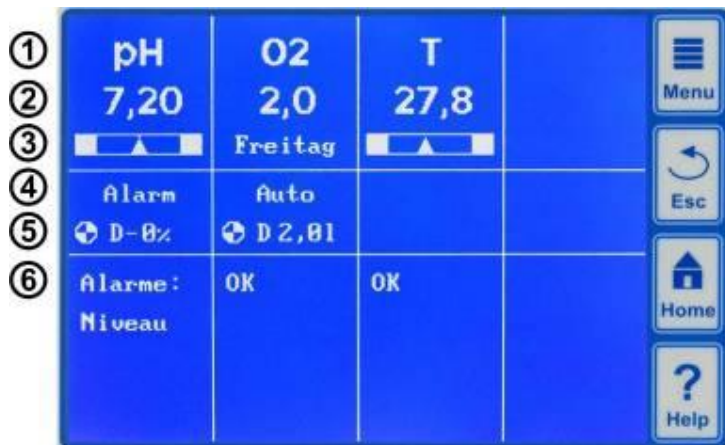 ① pH O2 T
② 7,20 2,0 27,8
③ Freitag
④ Alarm Auto
⑤ D-0% D 2,0l
⑥ Alarme: OK OK
Niveau
Menu
Esc
Home
? Help